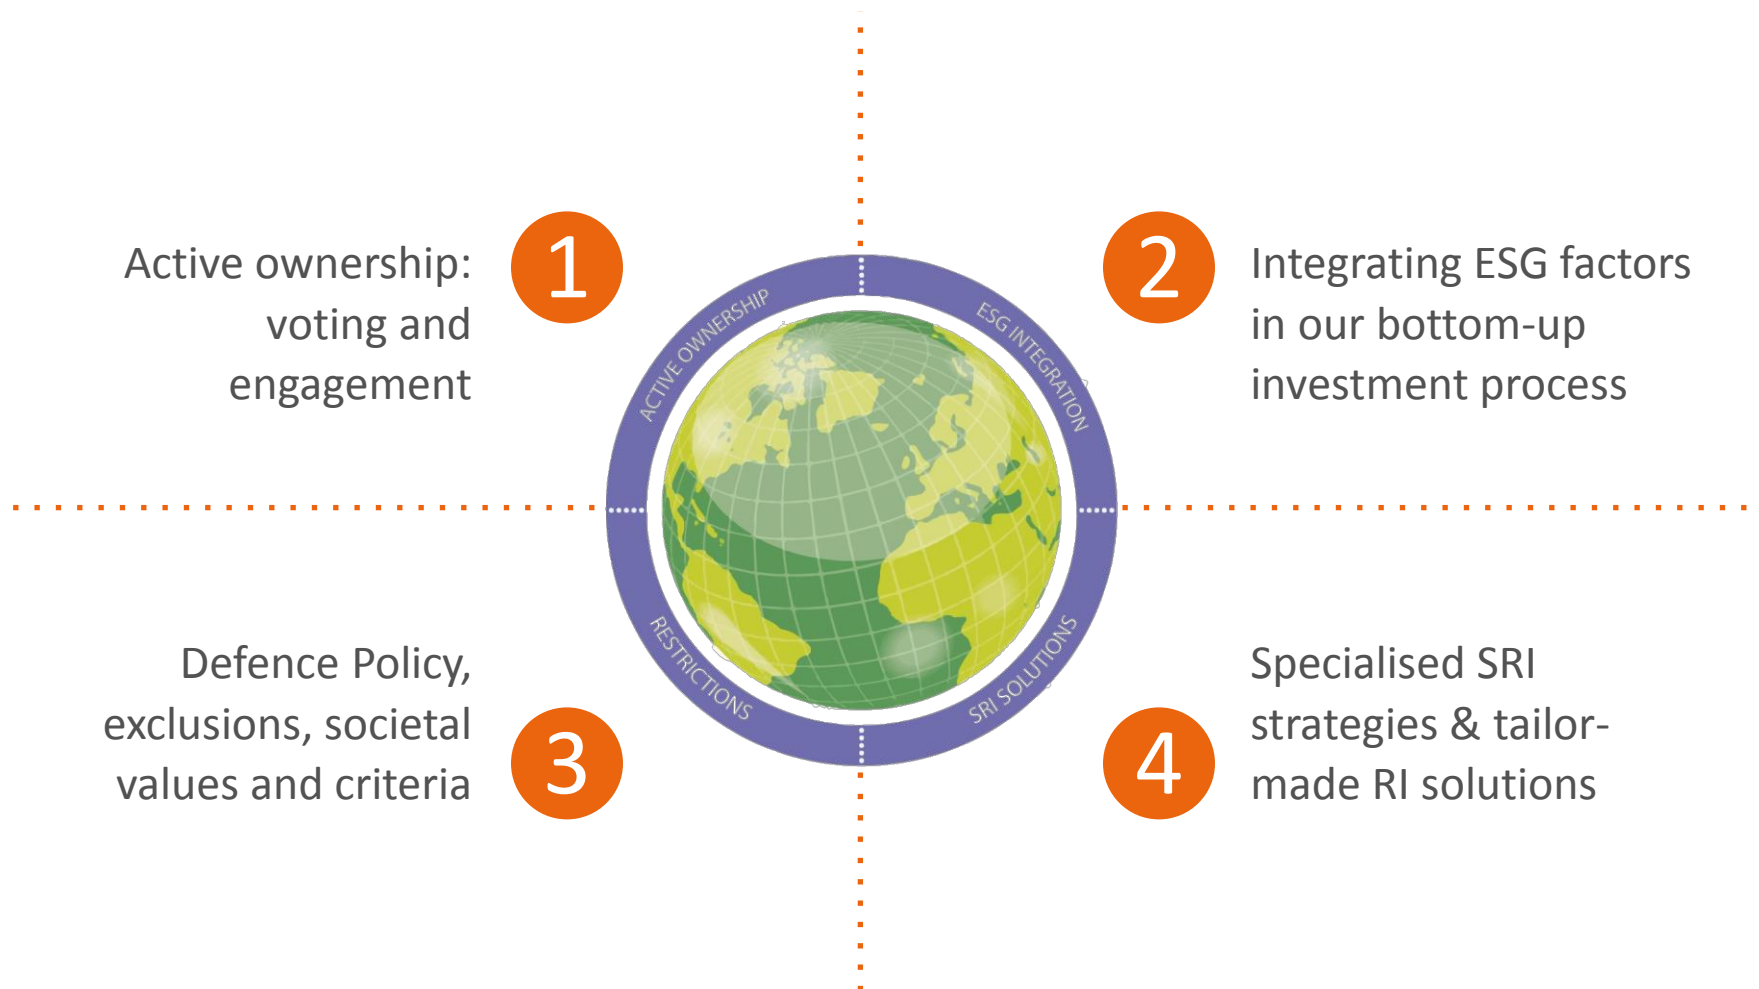 1
Active ownership:
voting and
engagement
2
Integrating ESG factors
in our bottom-up
investment process
ACTIVE OWNERSHIP
ESG INTEGRATION
RESTRICTIONS
SRI SOLUTIONS
3
Defence Policy,
exclusions, societal
values and criteria
4
Specialised SRI
strategies & tailor-
made RI solutions